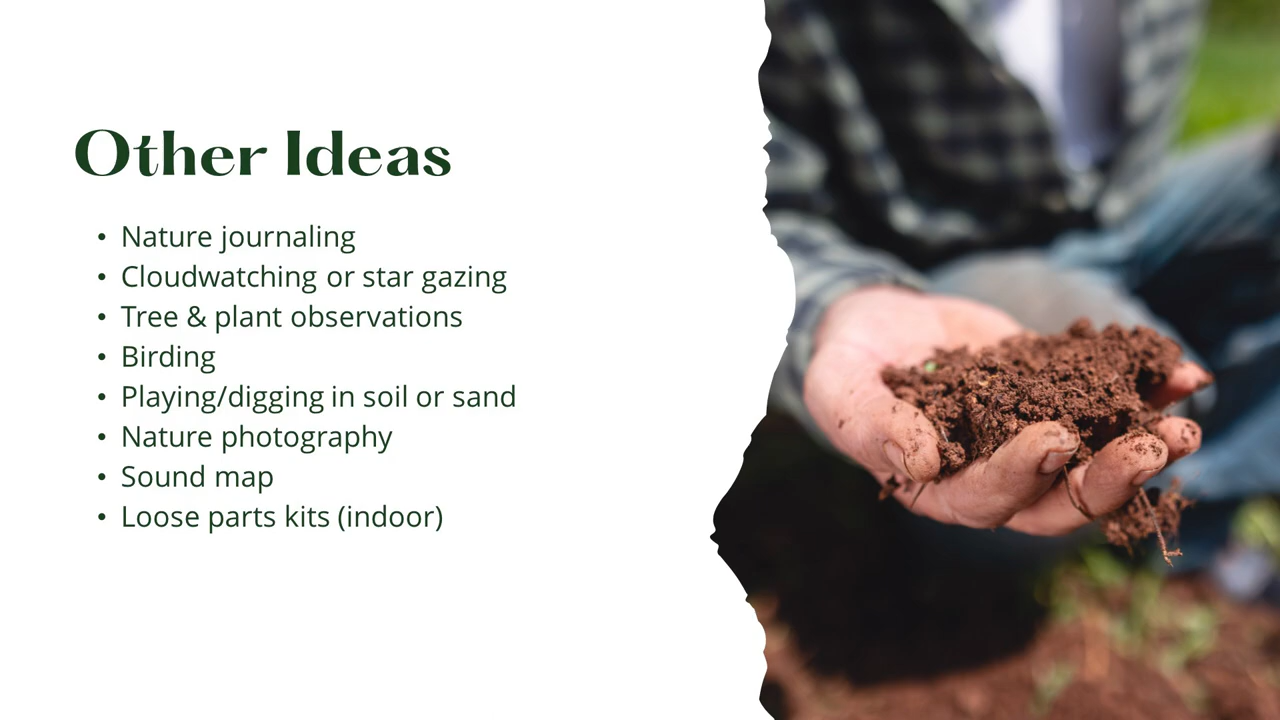 Other Ideas
• Nature journaling
• Cloudwatching or star gazing
• Tree & plant observations
• Birding
• Playing/digging in soil or sand
• Nature photography
• Sound map
• Loose parts kits (indoor)